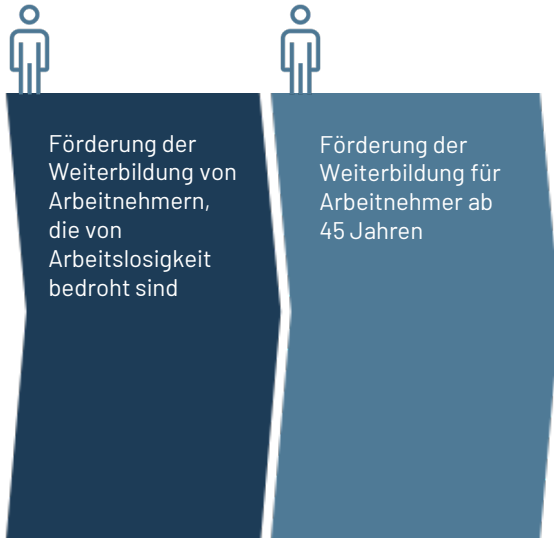 Förderung der
Weiterbildung von
Arbeitnehmern,
die von
Arbeitslosigkeit
bedroht sind
Förderung der
Weiterbildung für
Arbeitnehmer ab
45 Jahren